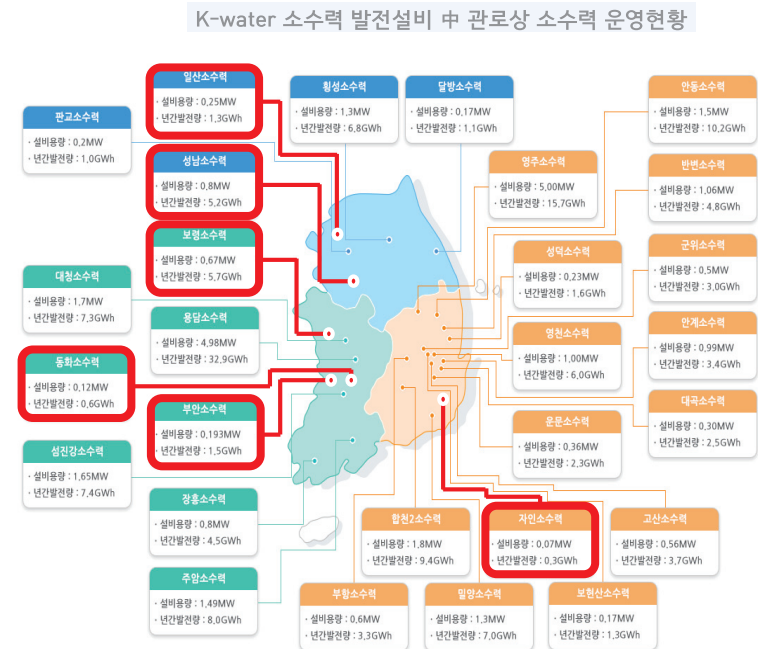 K-water 소수력 발전설비 中 관로상 소수력 운영현황
일산소수력
· 설비용량 : 0,25MW
· 년간발전량 : 1,3GWh
횡성소수력
· 설비용량 : 1,3MW
· 년간발전량 : 6,8GWh
달방소수력
· 설비용량 : 0,17MW
· 년간발전량 : 1,1GWh
안동소수력
· 설비용량 : 1,5MW
· 년간발전량 : 10,2GWh
판교소수력
· 설비용량 : 0,2MW
· 년간발전량 : 1,0GWh
성남소수력
· 설비용량 : 0,8MW
· 년간발전량 : 5,2GWh
영주소수력
· 설비용량 : 5,00MW
· 년간발전량 : 15,7GWh
반변소수력
· 설비용량 : 1,06MW
· 년간발전량 : 4,8GWh
보령소수력
· 설비용량 : 0,67MW
· 년간발전량 : 5,7GWh
성덕소수력
· 설비용량 : 0,23MW
· 년간발전량 : 1,6GWh
군위소수력
· 설비용량 : 0,5MW
· 년간발전량 : 3,0GWh
대청소수력
· 설비용량 : 1,7MW
· 년간발전량 : 7,3GWh
용담소수력
· 설비용량 : 4,98MW
· 년간발전량 : 32,9GWh
영천소수력
· 설비용량 : 1,00MW
· 년간발전량 : 6,0GWh
안계소수력
· 설비용량 : 0,99MW
· 년간발전량 : 3,4GWh
동화소수력
· 설비용량 : 0,12MW
· 년간발전량 : 0,6GWh
부안소수력
· 설비용량 : 0,193MW
· 년간발전량 : 1,5GWh
운문소수력
· 설비용량 : 0,36MW
· 년간발전량 : 2,3GWh
대곡소수력
· 설비용량 : 0,30MW
· 년간발전량 : 2,5GWh
섬진강소수력
· 설비용량 : 1,65MW
· 년간발전량 : 7,4GWh
장흥소수력
· 설비용량 : 0,8MW
· 년간발전량 : 4,5GWh
합천2소수력
· 설비용량 : 1,8MW
· 년간발전량 : 9,4GWh
자인소수력
· 설비용량 : 0,07MW
· 년간발전량 : 0,3GWh
고산소수력
· 설비용량 : 0,56MW
· 년간발전량 : 3,7GWh
주암소수력
· 설비용량 : 1,49MW
· 년간발전량 : 8,0GWh
부항소수력
· 설비용량 : 0,6MW
· 년간발전량 : 3,3GWh
밀양소수력
· 설비용량 : 1,3MW
· 년간발전량 : 7,0GWh
보현산소수력
· 설비용량 : 0,17MW
· 년간발전량 : 1,3GWh